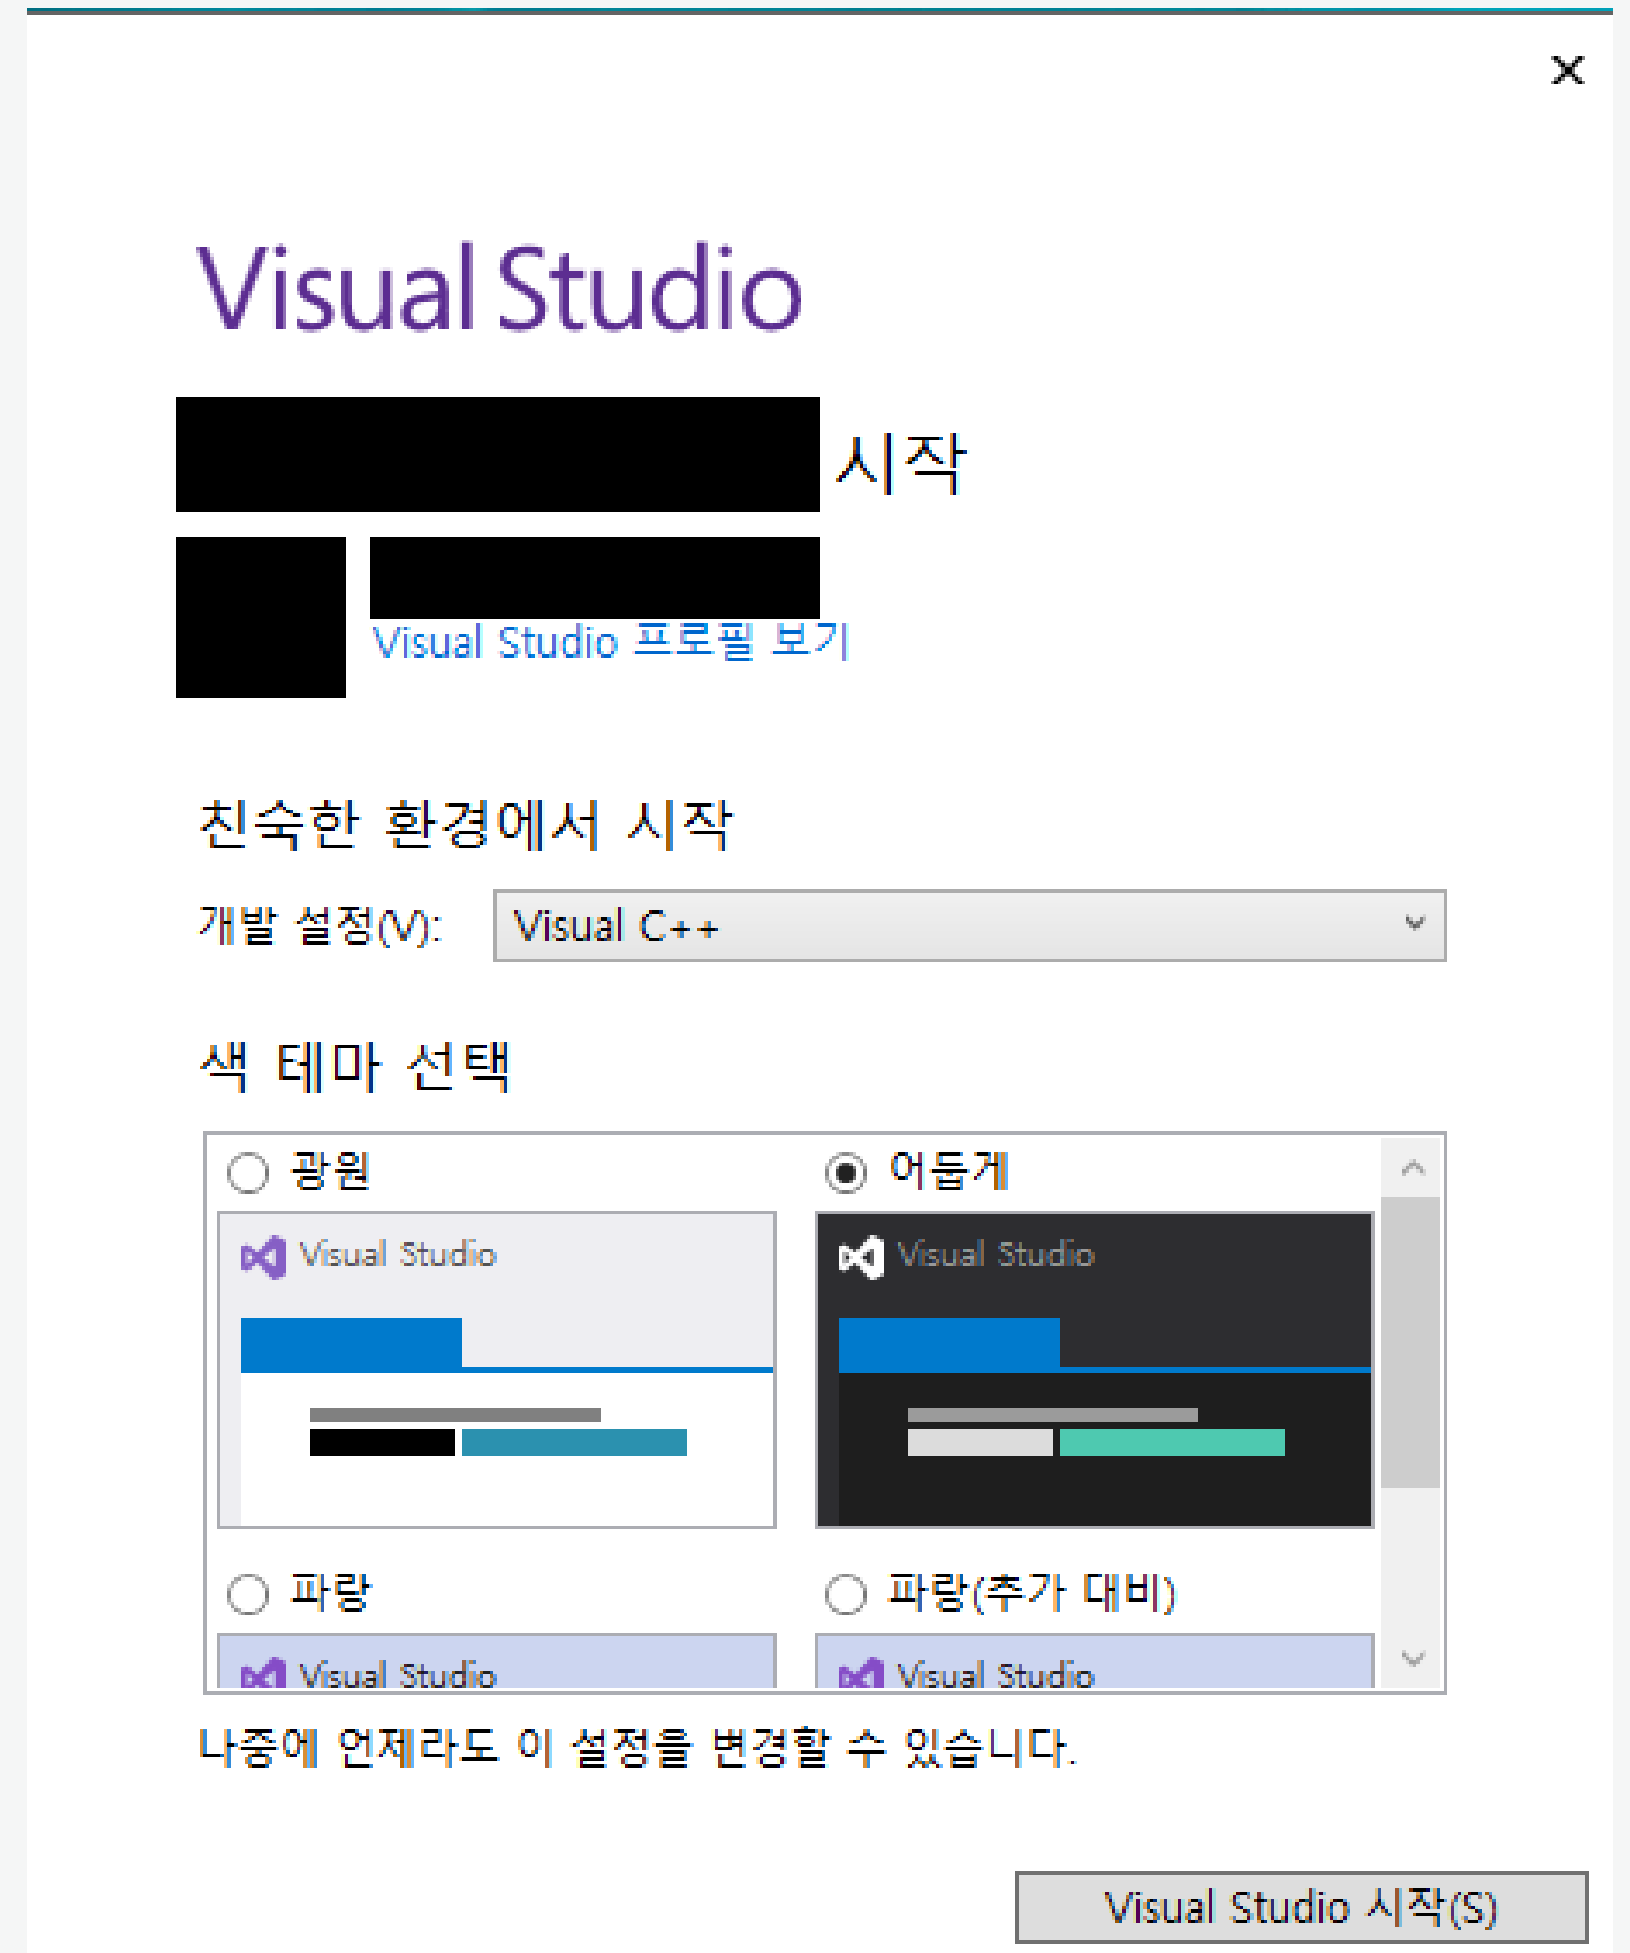 Visual Studio
시작
Visual Studio 프로필 보기
친숙한 환경에서 시작
개발 설정(V): Visual C++
색 테마 선택
광원 어둡게
Visual Studio Visual Studio
파랑 파랑(추가 대비)
Visual Studio Visual Studio
나중에 언제라도 이 설정을 변경할 수 있습니다.
Visual Studio 시작(S)